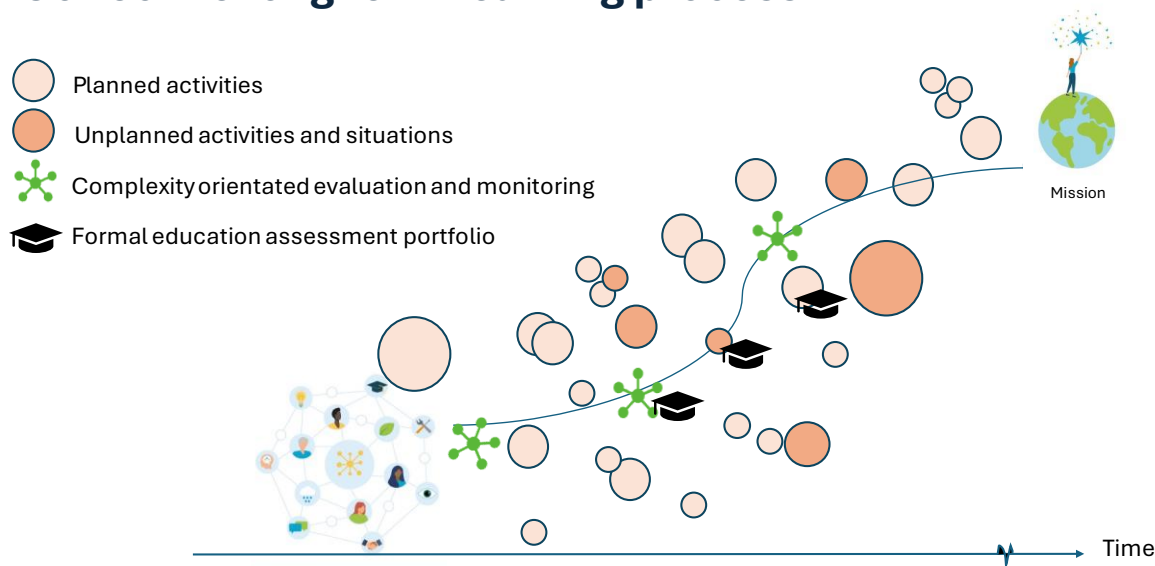 Planned activities
Unplanned activities and situations
Complexity orientated evaluation and monitoring
Formal education assessment portfolio
Mission
Time